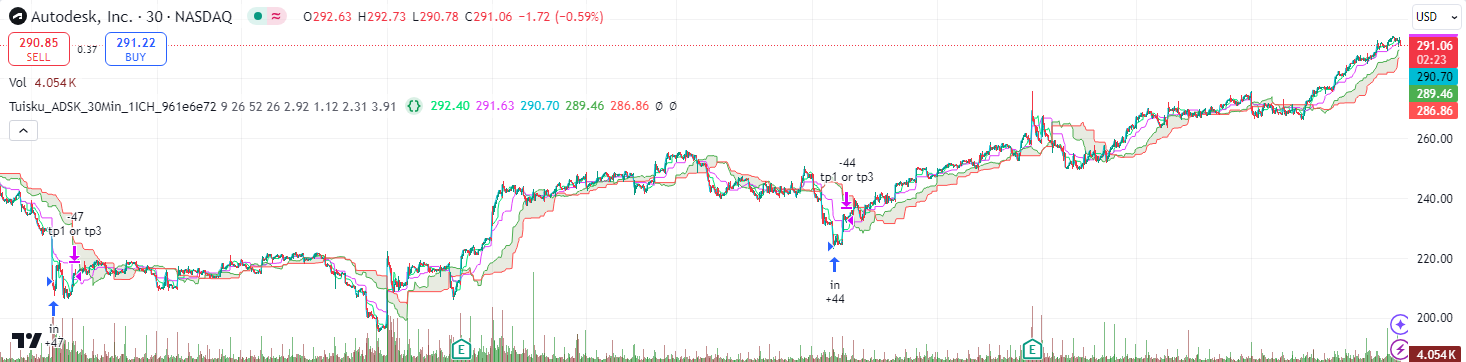 Autodesk, Inc. · 30 · NASDAQ O292.63 H292.73 L290.78 C291.06 −1.72 (−0.59%)
USD
290.85
SELL
0.37
291.22
BUY
291.06
02:23
Vol 4.054K
290.70
Tuisku_ADSK_30Min_1ICH_961e6e72 9 26 52 26 2.92 1.12 2.31 3.91 292.40 291.63 290.70 289.46 286.86 Ø Ø
289.46
286.86
260.00
-44
tp1 or tp3
240.00
-47
tp1 or tp3
220.00
in
+44
200.00
in
+47
E
E
4.054K